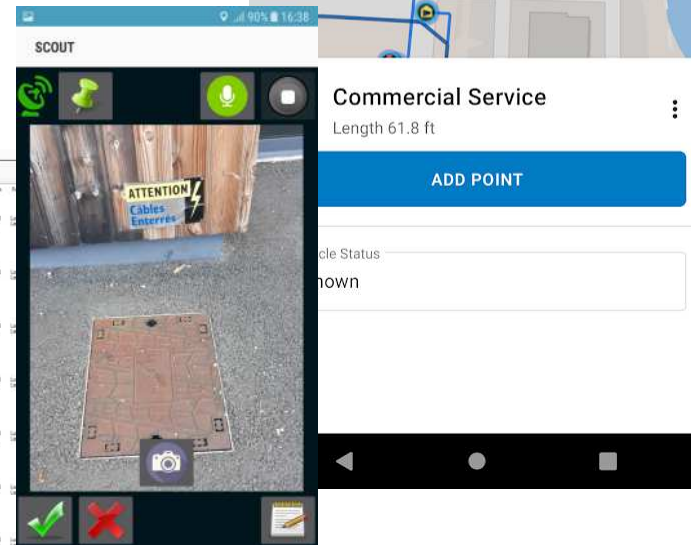 90% 16:38
SCOUT
ATTENTION
Câbles
Enterrés
Commercial Service
Length 61.8 ft
ADD POINT
cle Status
nown